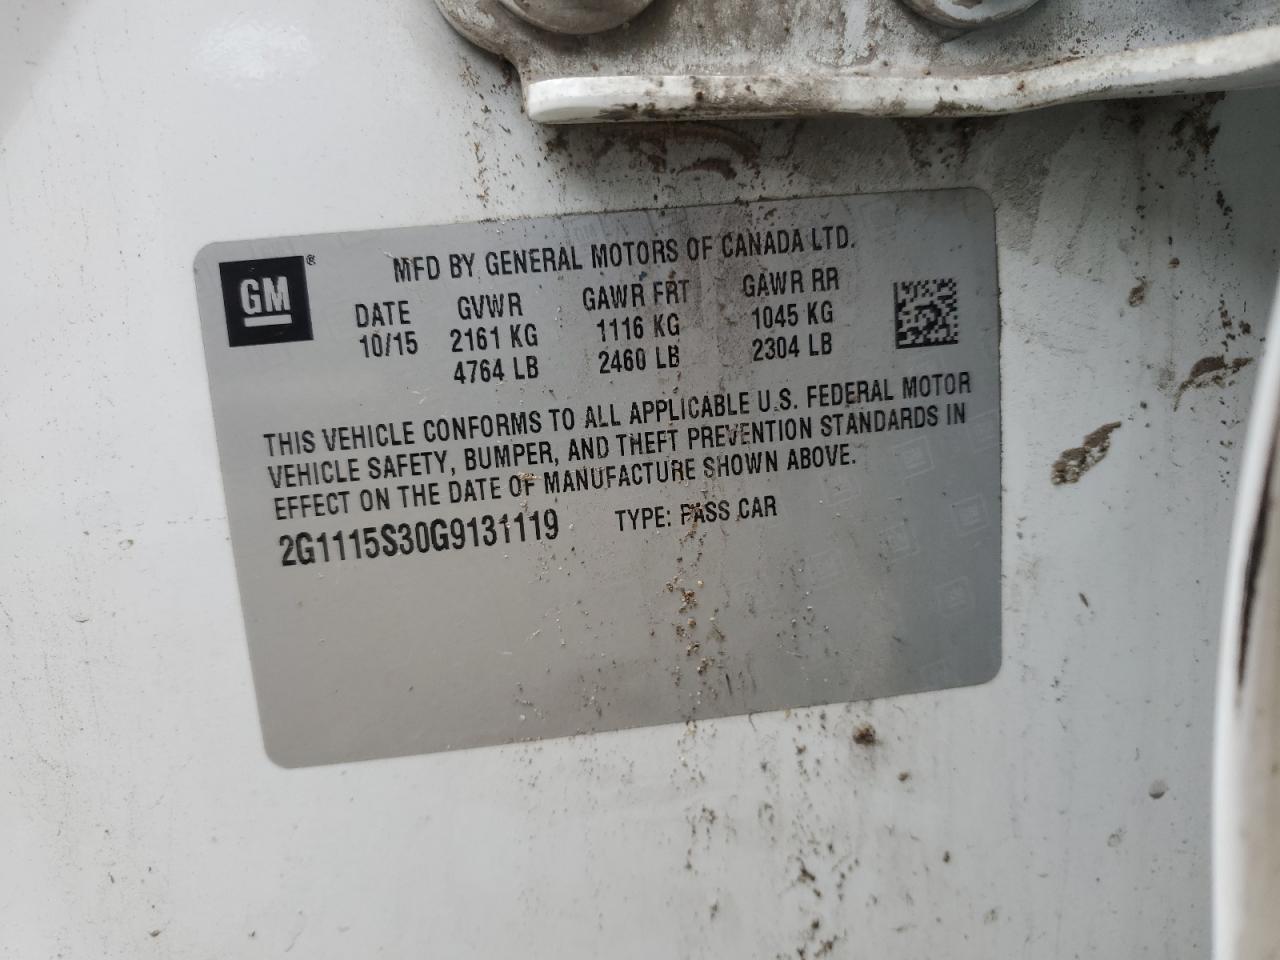 GM ®
MFD BY GENERAL MOTORS OF CANADA LTD.
DATE GVWR GAWR FRT GAWR RR
10/15 2161 KG 1116 KG 1045 KG
4764 LB 2460 LB 2304 LB
THIS VEHICLE CONFORMS TO ALL APPLICABLE U.S. FEDERAL MOTOR
VEHICLE SAFETY, BUMPER, AND THEFT PREVENTION STANDARDS IN
EFFECT ON THE DATE OF MANUFACTURE SHOWN ABOVE.
2G1115S30G9131119 TYPE: PASS CAR